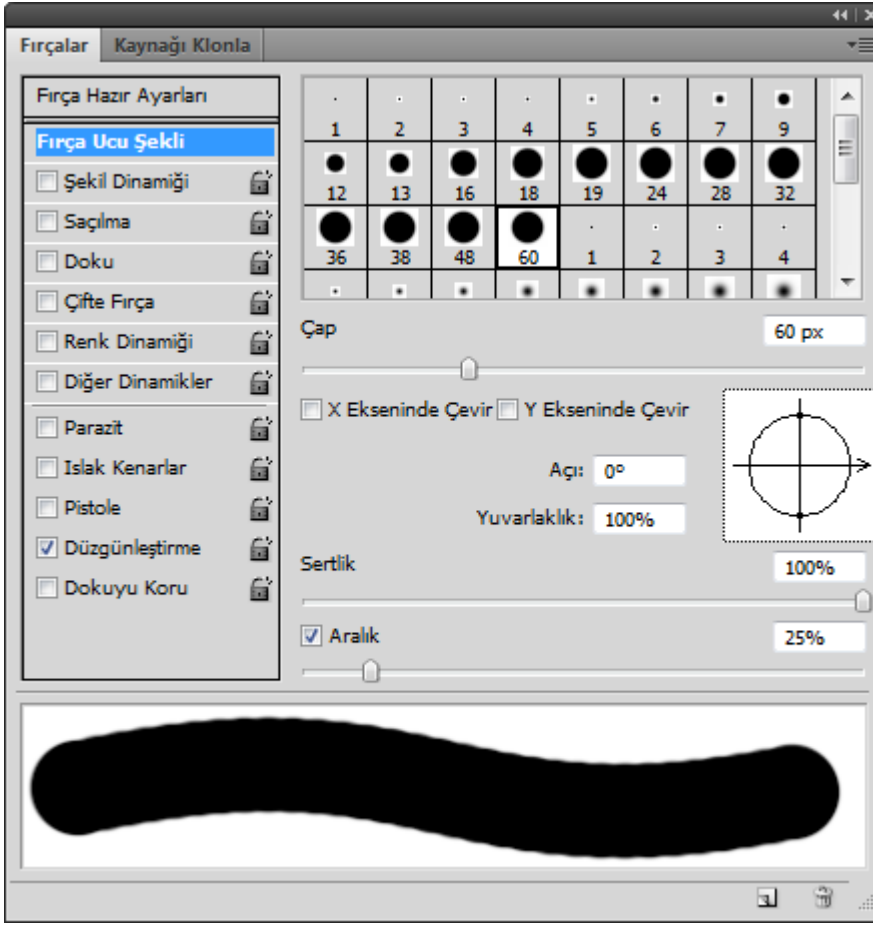 Fırçalar Kaynağı Klonla
Fırça Hazır Ayarları
Fırça Ucu Şekli
Şekil Dinamiği
Saçılma
Doku
Çifte Fırça
Renk Dinamiği
Diğer Dinamikler
Parazit
Islak Kenarlar
Pistole
Düzgünleştirme
Dokuyu Koru
1 2 3 4 5 6 7 9
12 13 16 18 19 24 28 32
36 38 48 60 1 2 3 4
Çap 60 px
X Ekseninde Çevir Y Ekseninde Çevir
Açı: 0º
Yuvarlaklık: 100%
Sertlik 100%
Aralık 25%